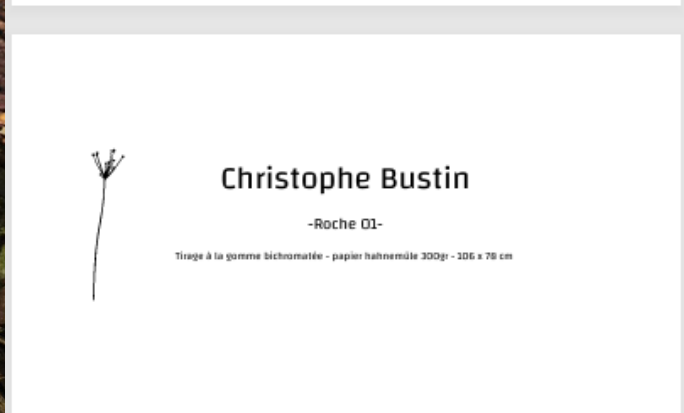 Christophe Bustin
-Roche 01-
Tirage à la gomme bichromatée - papier hahnemüle 300gr - 106 x 78 cm